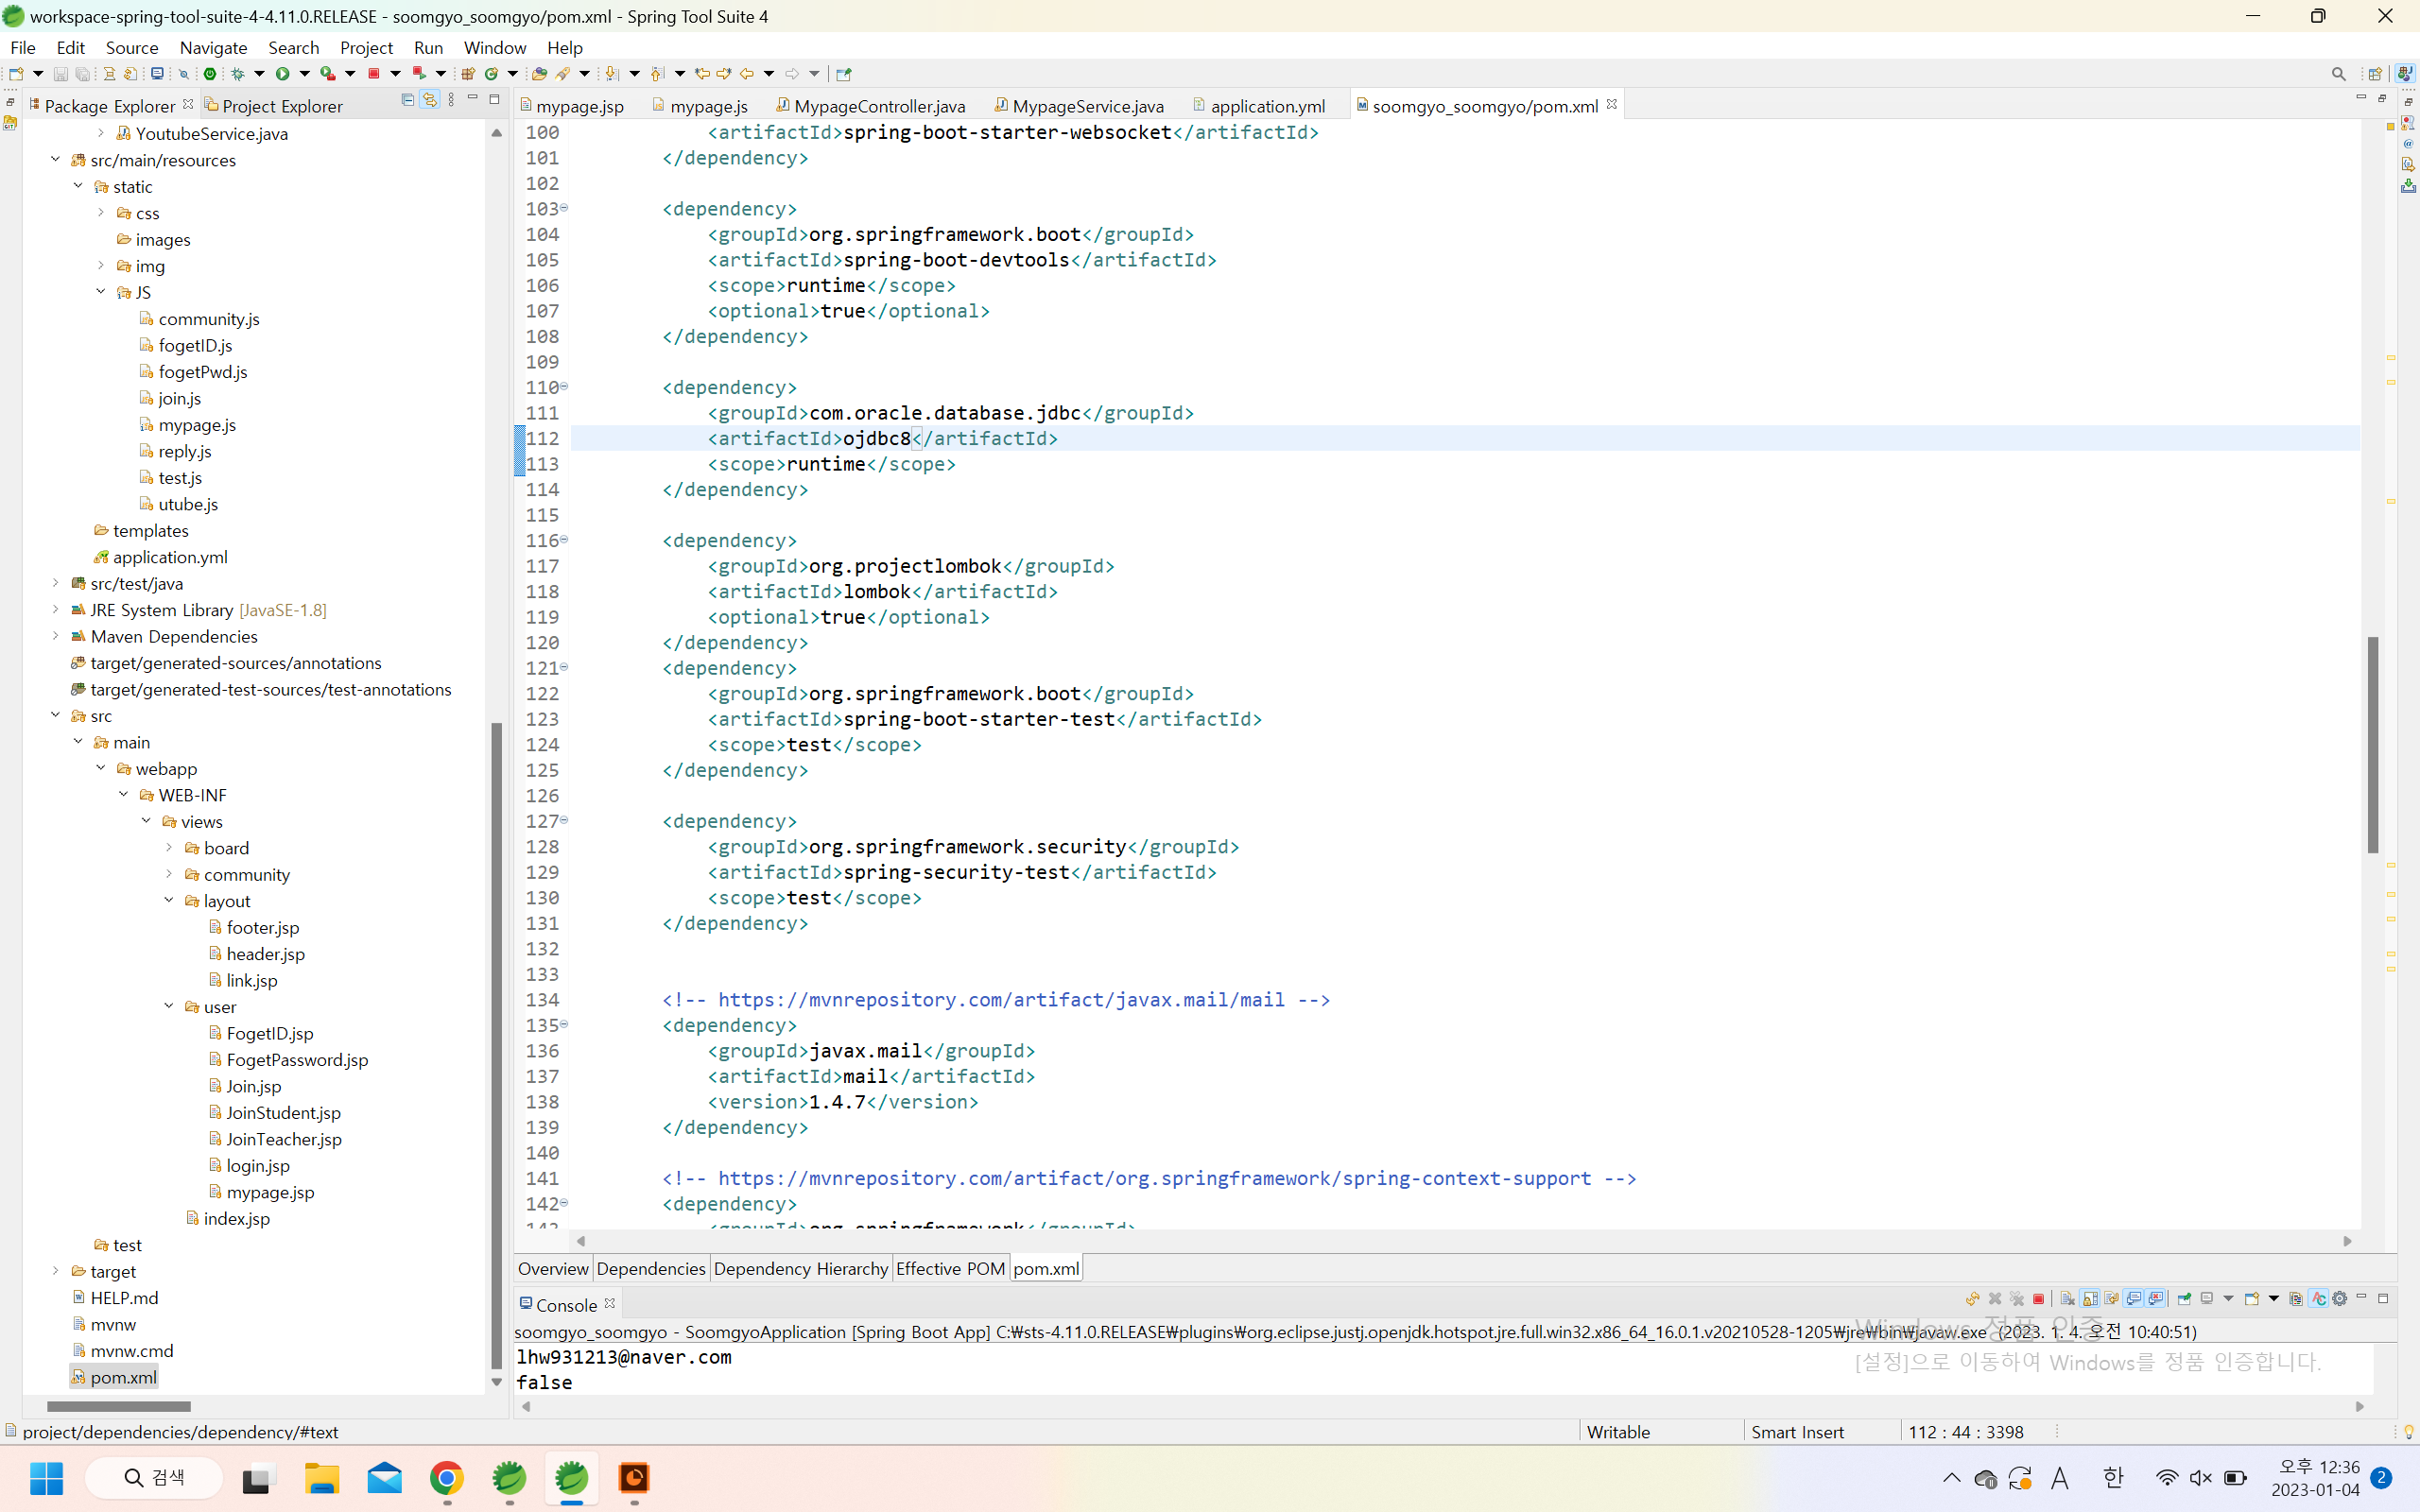 workspace-spring-tool-suite-4-4.11.0.RELEASE - soomgyo_soomgyo/pom.xml - Spring Tool Suite 4
File Edit Source Navigate Search Project Run Window Help
Package Explorer Project Explorer
YoutubeService.java
src/main/resources
static
css
images
img
JS
community.js
fogetID.js
fogetPwd.js
join.js
mypage.js
reply.js
test.js
utube.js
templates
application.yml
src/test/java
JRE System Library [JavaSE-1.8]
Maven Dependencies
target/generated-sources/annotations
target/generated-test-sources/test-annotations
src
main
webapp
WEB-INF
views
board
community
layout
footer.jsp
header.jsp
link.jsp
user
FogetID.jsp
FogetPassword.jsp
Join.jsp
JoinStudent.jsp
JoinTeacher.jsp
login.jsp
mypage.jsp
index.jsp
test
target
HELP.md
mvnw
mvnw.cmd
pom.xml
mypage.jsp mypage.js MypageController.java MypageService.java application.yml soomgyo_soomgyo/pom.xml
100 <artifactId>spring-boot-starter-websocket</artifactId>
101 </dependency>
102
103 <dependency>
104 <groupId>org.springframework.boot</groupId>
105 <artifactId>spring-boot-devtools</artifactId>
106 <scope>runtime</scope>
107 <optional>true</optional>
108 </dependency>
109
110 <dependency>
111 <groupId>com.oracle.database.jdbc</groupId>
112 <artifactId>ojdbc8</artifactId>
113 <scope>runtime</scope>
114 </dependency>
115
116 <dependency>
117 <groupId>org.projectlombok</groupId>
118 <artifactId>lombok</artifactId>
119 <optional>true</optional>
120 </dependency>
121 <dependency>
122 <groupId>org.springframework.boot</groupId>
123 <artifactId>spring-boot-starter-test</artifactId>
124 <scope>test</scope>
125 </dependency>
126
127 <dependency>
128 <groupId>org.springframework.security</groupId>
129 <artifactId>spring-security-test</artifactId>
130 <scope>test</scope>
131 </dependency>
132
133
134 <!-- https://mvnrepository.com/artifact/javax.mail/mail -->
135 <dependency>
136 <groupId>javax.mail</groupId>
137 <artifactId>mail</artifactId>
138 <version>1.4.7</version>
139 </dependency>
140
141 <!-- https://mvnrepository.com/artifact/org.springframework/spring-context-support -->
142 <dependency>
143 <groupId>org.springframework</groupId>
Overview Dependencies Dependency Hierarchy Effective POM pom.xml
Console
soomgyo_soomgyo - SoomgyoApplication [Spring Boot App] C:₩sts-4.11.0.RELEASE₩plugins₩org.eclipse.justj.openjdk.hotspot.jre.full.win32.x86_64_16.0.1.v20210528-1205₩jre₩bin₩javaw.exe (2023. 1. 4. 오전 10:40:51)
lhw931213@naver.com
false
Windows 정품 인증
[설정]으로 이동하여 Windows를 정품 인증합니다.
project/dependencies/dependency/#text Writable Smart Insert 112 : 44 : 3398
검색
A 한 오후 12:36
2023-01-04 2